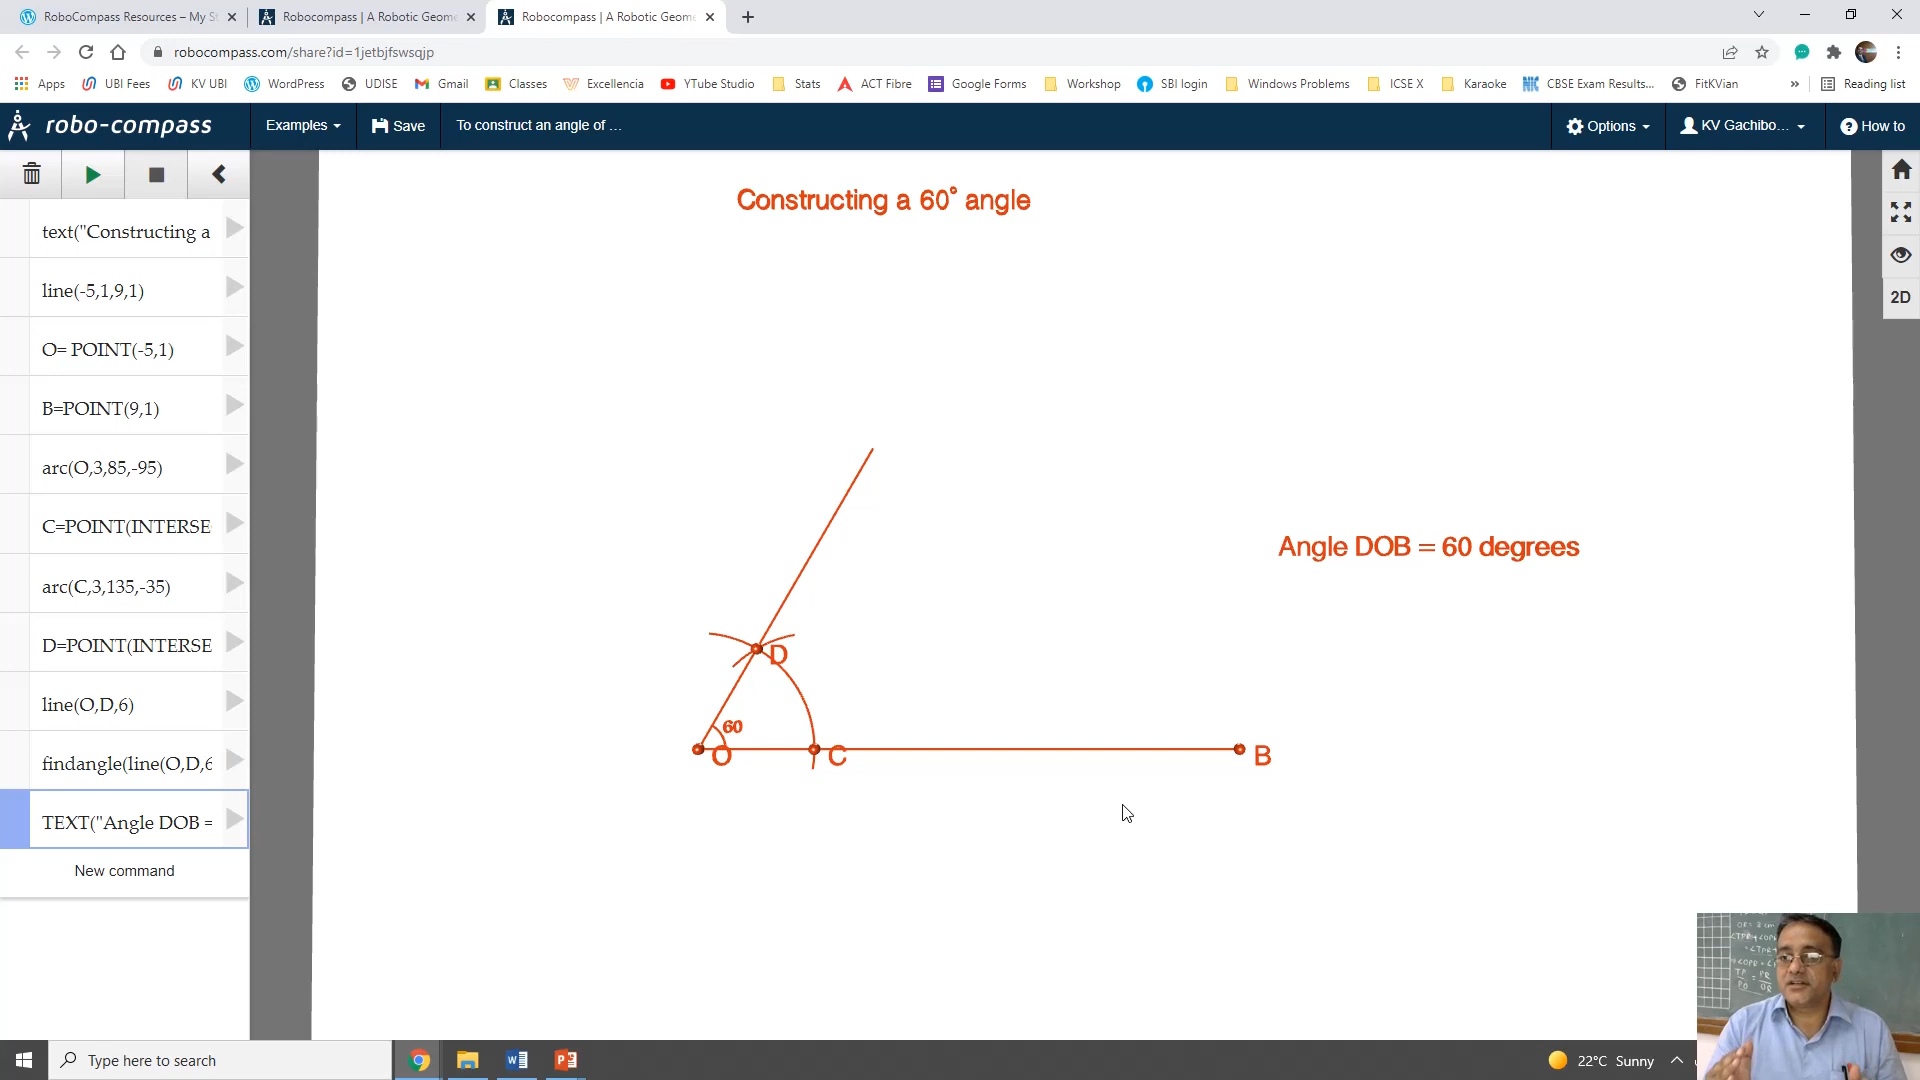 RoboCompass Resources – My S
Robocompass | A Robotic Geome
Robocompass | A Robotic Geome
robocompass.com/share?id=1jetbjfswsqjp
Apps
UBI Fees
KV UBI
WordPress
UDISE
Gmail
Classes
Excellencia
YTube Studio
Stats
ACT Fibre
Google Forms
Workshop
SBI login
Windows Problems
ICSE X
Karaoke
CBSE Exam Results...
FitKVian
»
Reading list
robo-compass
Examples
Save
To construct an angle of ...
Options
KV Gachibo...
How to
2D
text("Constructing a
line(-5,1,9,1)
O= POINT(-5,1)
B=POINT(9,1)
arc(O,3,85,-95)
C=POINT(INTERSE
arc(C,3,135,-35)
D=POINT(INTERSE
line(O,D,6)
findangle(line(O,D,6
TEXT("Angle DOB =
New command
Constructing a 60° angle
Angle DOB = 60 degrees
D
60
O
C
B
Type here to search
22°C Sunny